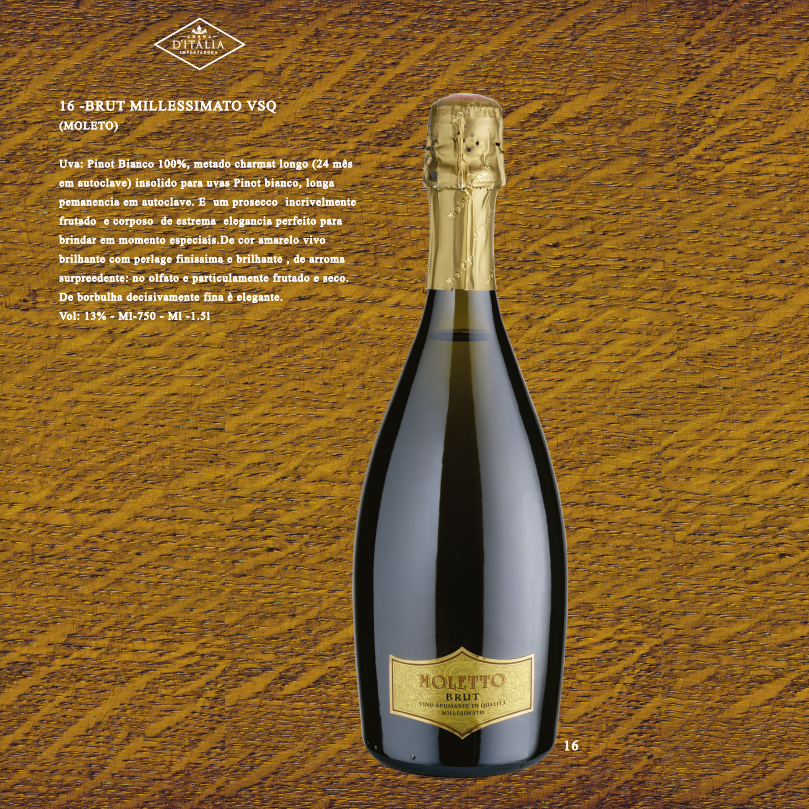 ADEGA
D'ITÁLIA
IMPORTADORA
16 -BRUT MILLESSIMATO VSQ
(MOLETO)
Uva: Pinot Bianco 100%, metado charmat longo (24 mês
em autoclave) insolido para uvas Pinot bianco, longa
pemanencia em autoclave. E um prosecco incrivelmente
frutado e corposo de estrema elegancia perfeito para
brindar em momento especiais.De cor amarelo vivo
brilhante com perlage finissima e brilhante , de arroma
surpreedente: no olfato e particulamente frutado e seco.
De borbulha decisivamente fina è elegante.
Vol: 13% - Ml-750 - Ml -1.5l
MOLETTO
BRUT
VINO SPUMANTE DI QUALITÀ
MILLESIMATO
16